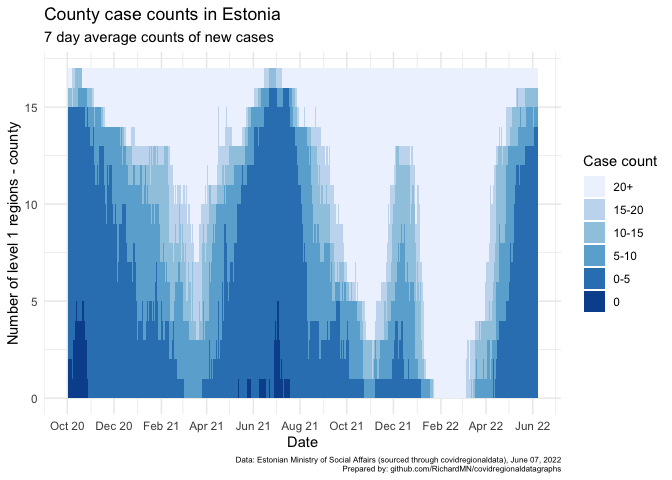 County case counts in Estonia
7 day average counts of new cases
Number of level 1 regions - county
15
10
5
0
Oct 20 Dec 20 Feb 21 Apr 21 Jun 21 Aug 21 Oct 21 Dec 21 Feb 22 Apr 22 Jun 22
Date
Case count
20+
15-20
10-15
5-10
0-5
0
Data: Estonian Ministry of Social Affairs (sourced through covidregionaldata), June 07, 2022
Prepared by: github.com/RichardMN/covidregionaldatagraphs